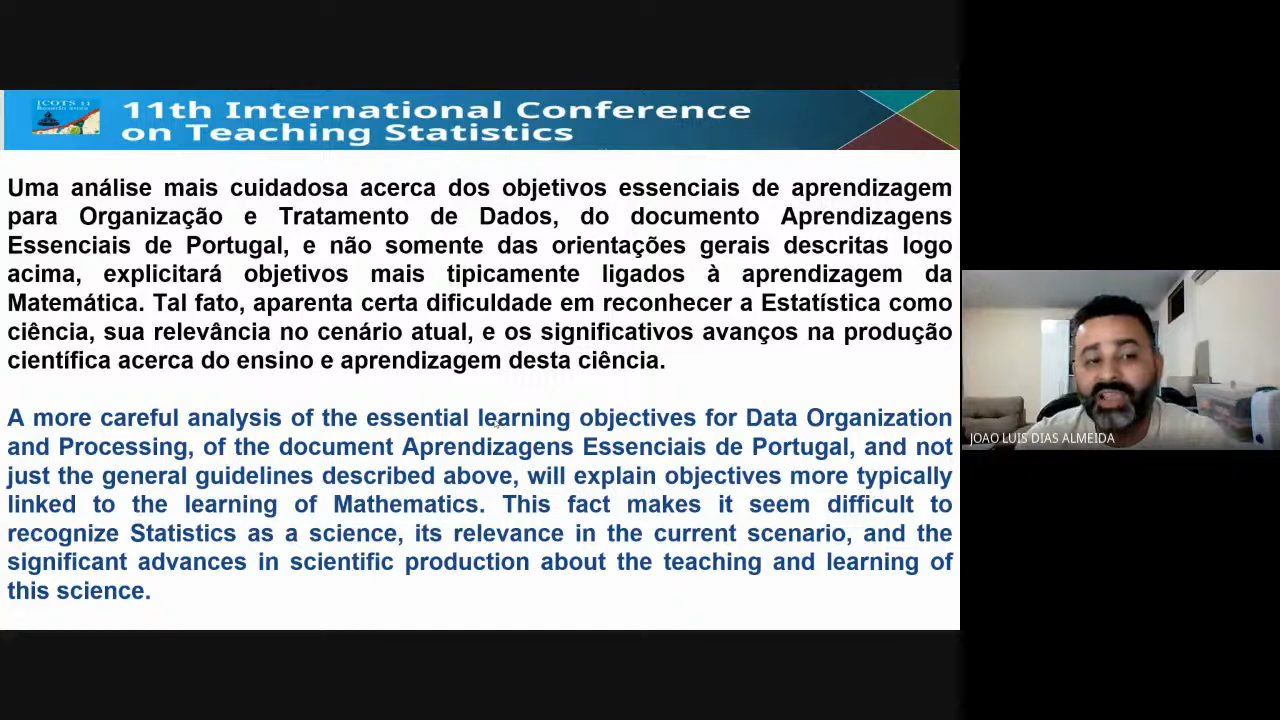 ICOTS 11
11th International Conference
on Teaching Statistics
Uma análise mais cuidadosa acerca dos objetivos essenciais de aprendizagem
para Organização e Tratamento de Dados, do documento Aprendizagens
Essenciais de Portugal, e não somente das orientações gerais descritas logo
acima, explicitará objetivos mais tipicamente ligados à aprendizagem da
Matemática. Tal fato, aparenta certa dificuldade em reconhecer a Estatística como
ciência, sua relevância no cenário atual, e os significativos avanços na produção
científica acerca do ensino e aprendizagem desta ciência.
A more careful analysis of the essential learning objectives for Data Organization
and Processing, of the document Aprendizagens Essenciais de Portugal, and not
just the general guidelines described above, will explain objectives more typically
linked to the learning of Mathematics. This fact makes it seem difficult to
recognize Statistics as a science, its relevance in the current scenario, and the
significant advances in scientific production about the teaching and learning of
this science.
JOAO LUIS DIAS ALMEIDA